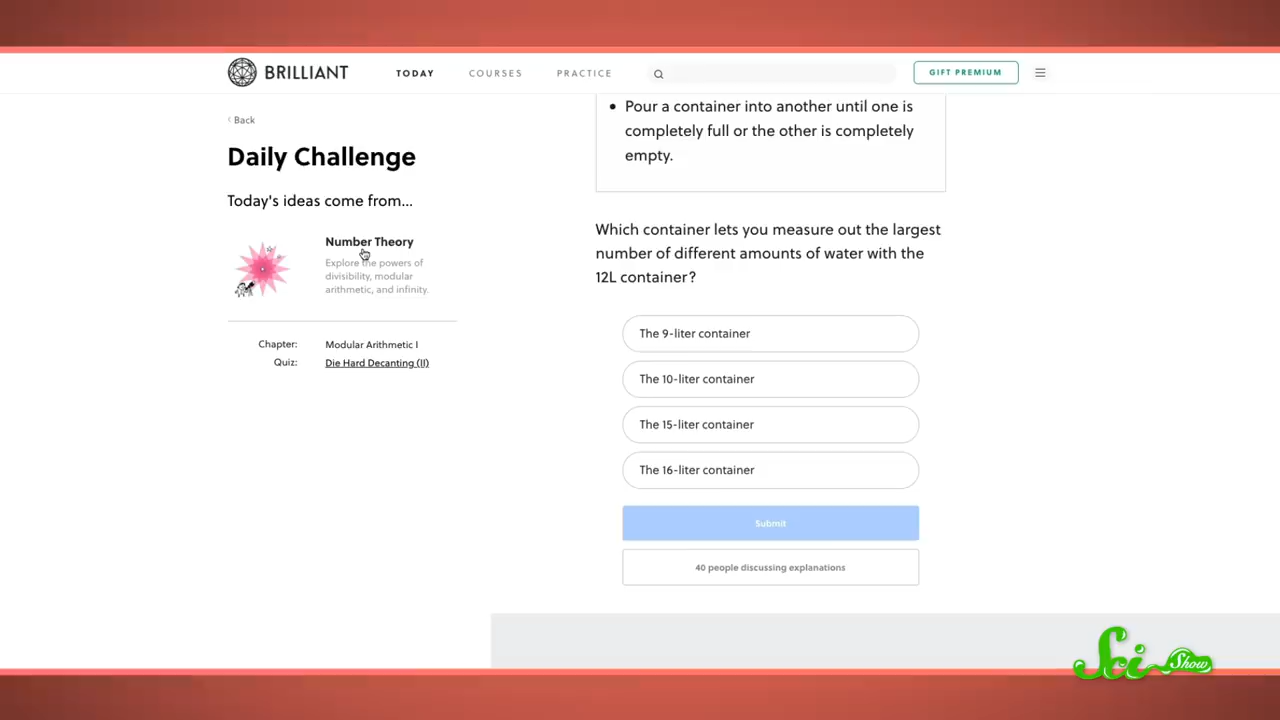 BRILLIANT
TODAY
COURSES
PRACTICE
GIFT PREMIUM
‹ Back
Daily Challenge
Today's ideas come from...
Number Theory
Explore the powers of
divisibility, modular
arithmetic, and infinity.
Chapter: Modular Arithmetic I
Quiz: Die Hard Decanting (II)
• Pour a container into another until one is
completely full or the other is completely
empty.
Which container lets you measure out the largest
number of different amounts of water with the
12L container?
The 9-liter container
The 10-liter container
The 15-liter container
The 16-liter container
Submit
40 people discussing explanations
Sci Show